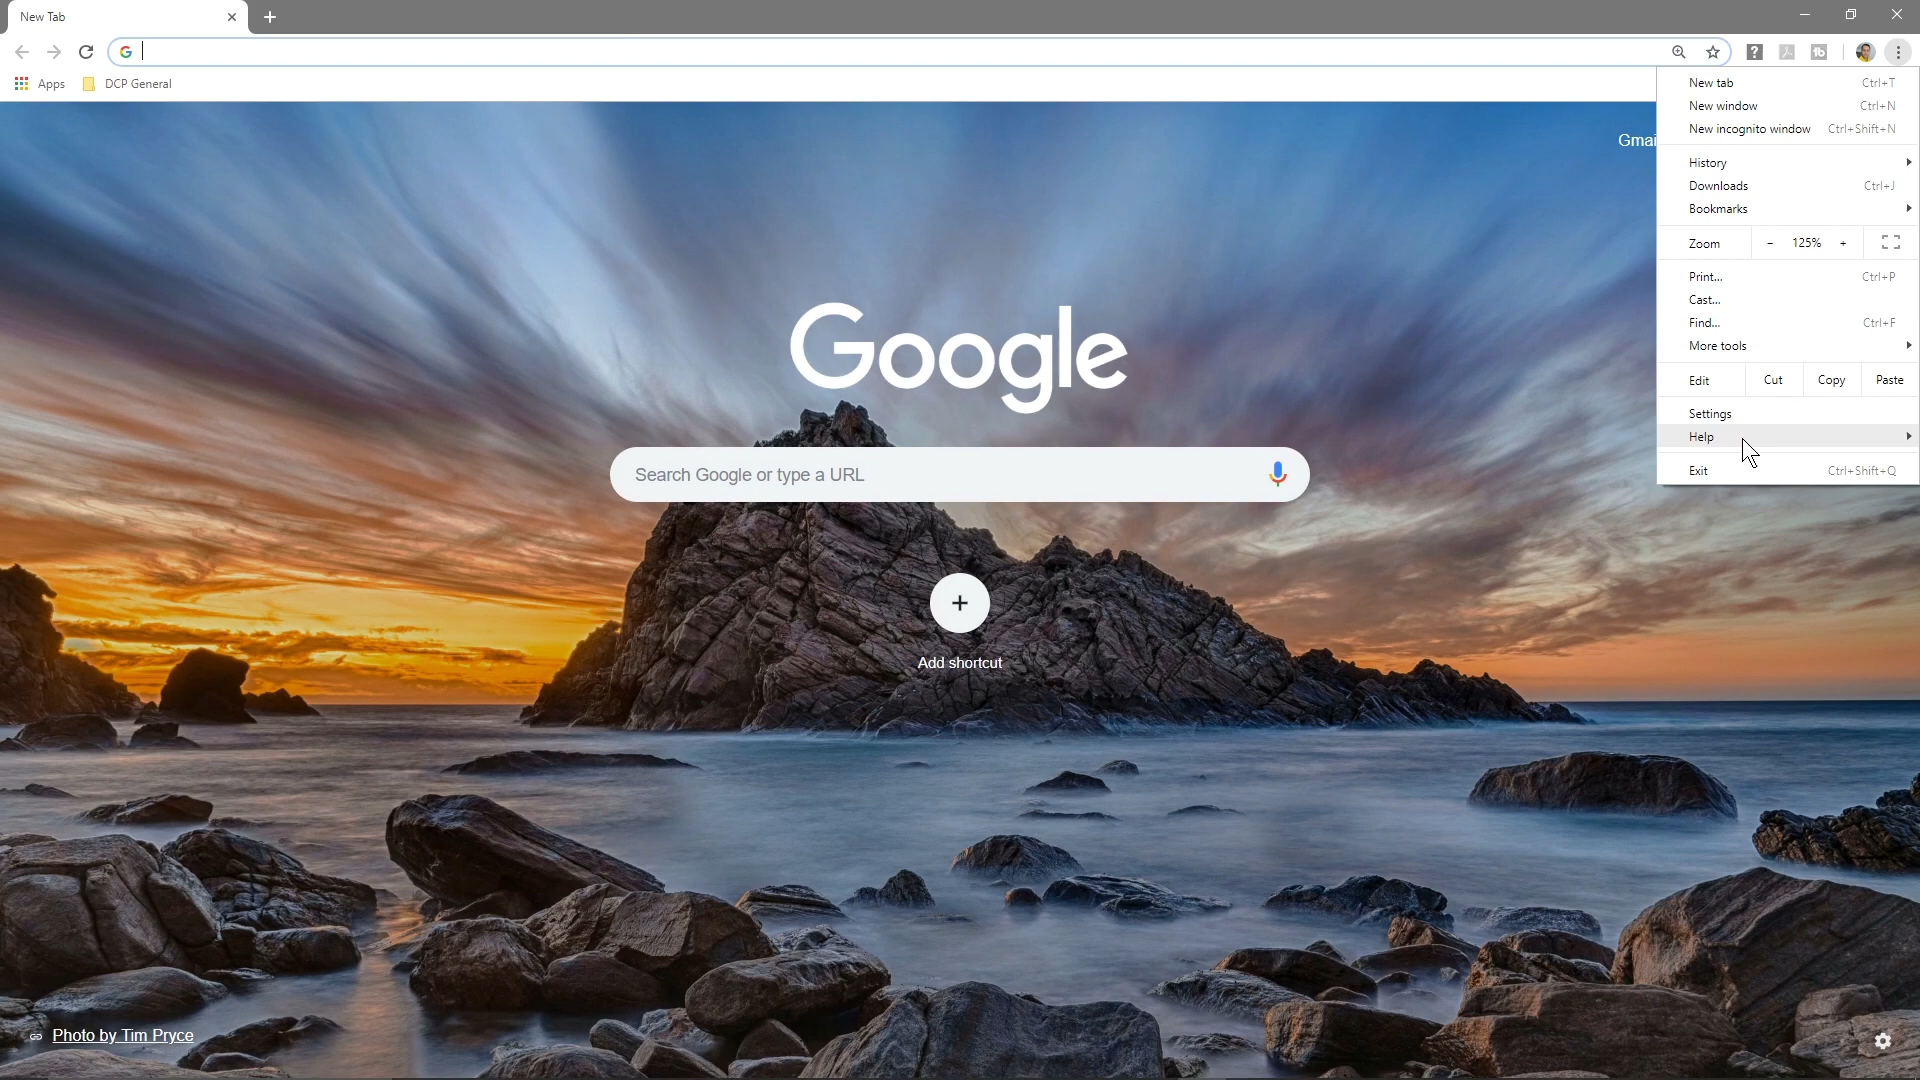 New Tab
Apps
DCP General
New tab Ctrl+T
New window Ctrl+N
New incognito window Ctrl+Shift+N
Gmai
History
Downloads Ctrl+J
Bookmarks
Zoom - 125% +
Print... Ctrl+P
Cast...
Find... Ctrl+F
More tools
Edit Cut Copy Paste
Settings
Help
Exit Ctrl+Shift+Q
Google
Search Google or type a URL
Add shortcut
Photo by Tim Pryce